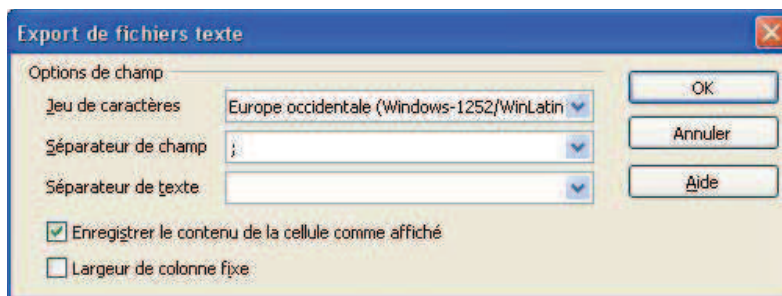 Export de fichiers texte
Options de champ
Jeu de caractères
Europe occidentale (Windows-1252/WinLatin
Séparateur de champ
;
Séparateur de texte
Enregistrer le contenu de la cellule comme affiché
Largeur de colonne fixe
OK
Annuler
Aide